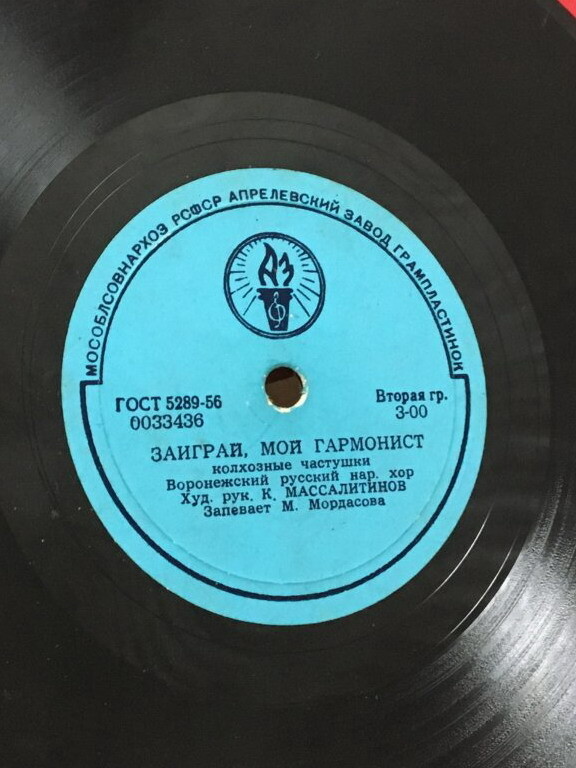 МОСОБЛСОВНАРХОЗ РСФСР АПРЕЛЕВСКИЙ ЗАВОД ГРАМПЛАСТИНОК
АЗ
ГОСТ 5289-56
0033436
Вторая гр.
3-00
ЗАИГРАЙ, МОЙ ГАРМОНИСТ
колхозные частушки
Воронежский русский нар. хор
Худ. рук. К. МАССАЛИТИНОВ
Запевает М. Мордасова